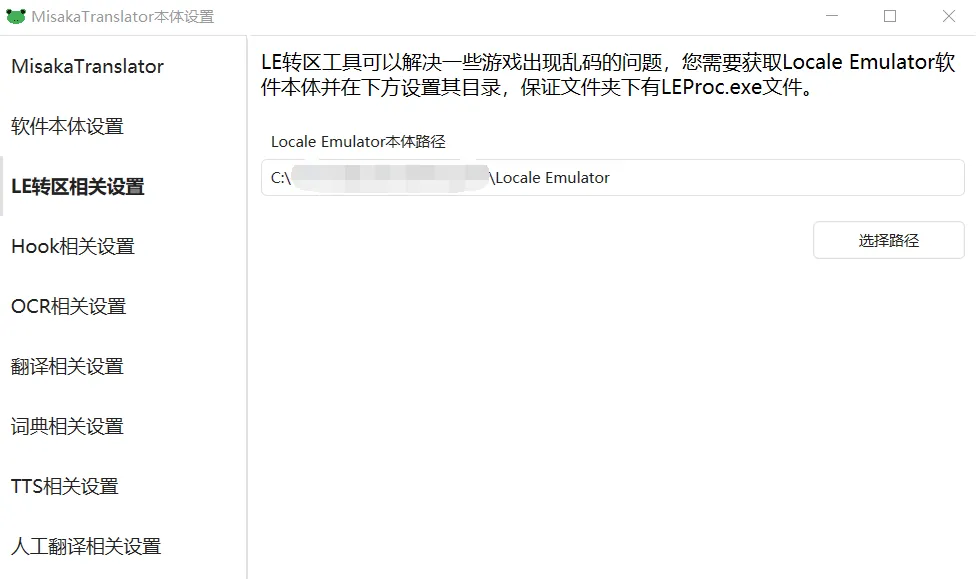 MisakaTranslator本体设置
MisakaTranslator
软件本体设置
LE转区相关设置
Hook相关设置
OCR相关设置
翻译相关设置
词典相关设置
TTS相关设置
人工翻译相关设置
LE转区工具可以解决一些游戏出现乱码的问题，您需要获取Locale Emulator软
件本体并在下方设置其目录，保证文件夹下有LEProc.exe文件。
Locale Emulator本体路径
C:\ \Locale Emulator
选择路径